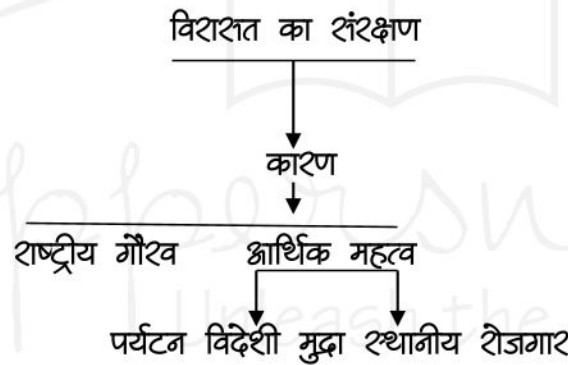 विरासत का संरक्षण
कारण
राष्ट्रीय गौरव आर्थिक महत्व
पर्यटन विदेशी मुद्रा स्थानीय रोजगार